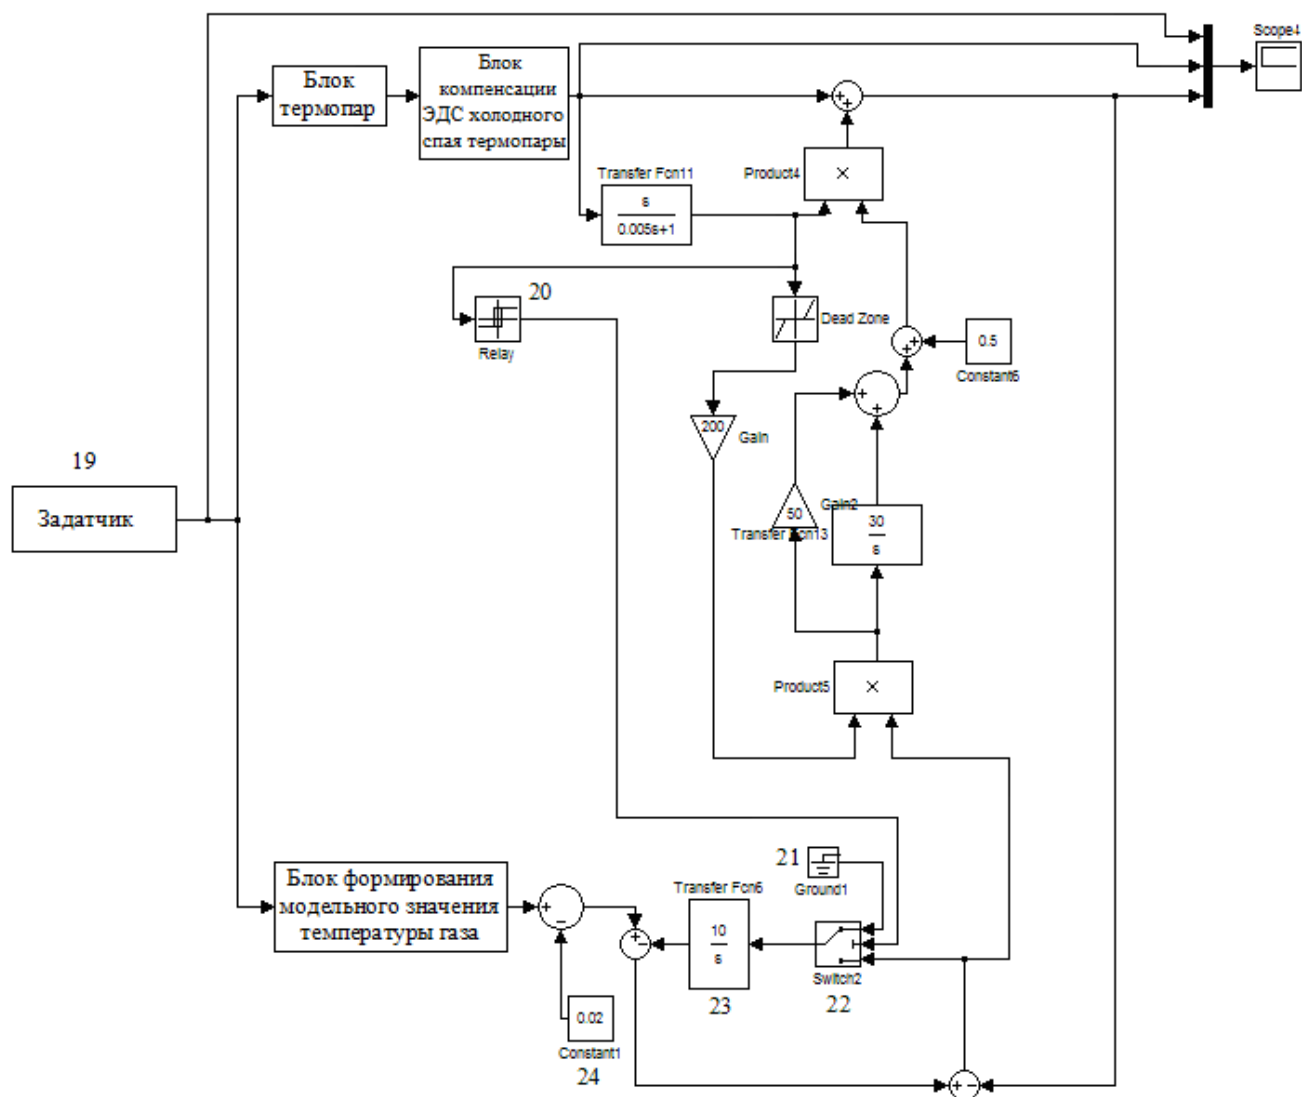 Scope4
Блок
термопар
Блок
компенсации
ЭДС холодного
спая термопары
Transfer Fcn11
s
0.005s+1
Product4
×
20
Relay
Dead Zone
0.5
Constant6
200
Gain
19
Задатчик
50
Gain2
Transfer Fcn13
30
s
Product5
×
21
Ground1
Блок формирования
модельного значения
температуры газа
Transfer Fcn6
10
s
Switch2
23
22
0.02
Constant1
24